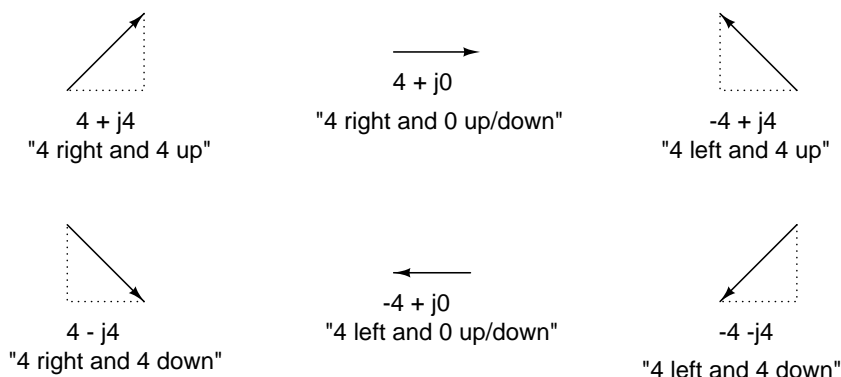 4 + j4
"4 right and 4 up"
4 + j0
"4 right and 0 up/down"
-4 + j4
"4 left and 4 up"
4 - j4
"4 right and 4 down"
-4 + j0
"4 left and 0 up/down"
-4 -j4
"4 left and 4 down"